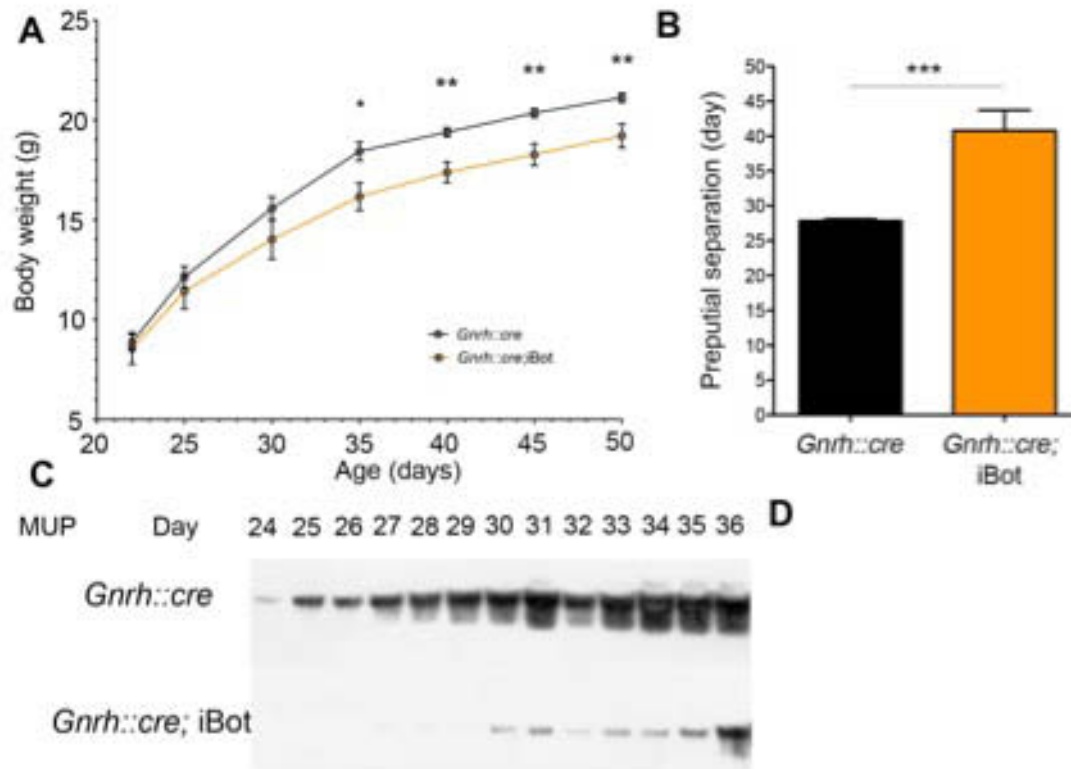 A
25
20
15
10
5
Body weight (g)
* ** ** **
Gnrh::cre
Gnrh::cre;iBot
20 25 30 35 40 45 50
Age (days)
B
50
45
40
35
30
25
20
15
10
5
0
Preputial separation (day)
***
Gnrh::cre
Gnrh::cre;
iBot
C
MUP Day 24 25 26 27 28 29 30 31 32 33 34 35 36
D
Gnrh::cre
Gnrh::cre; iBot